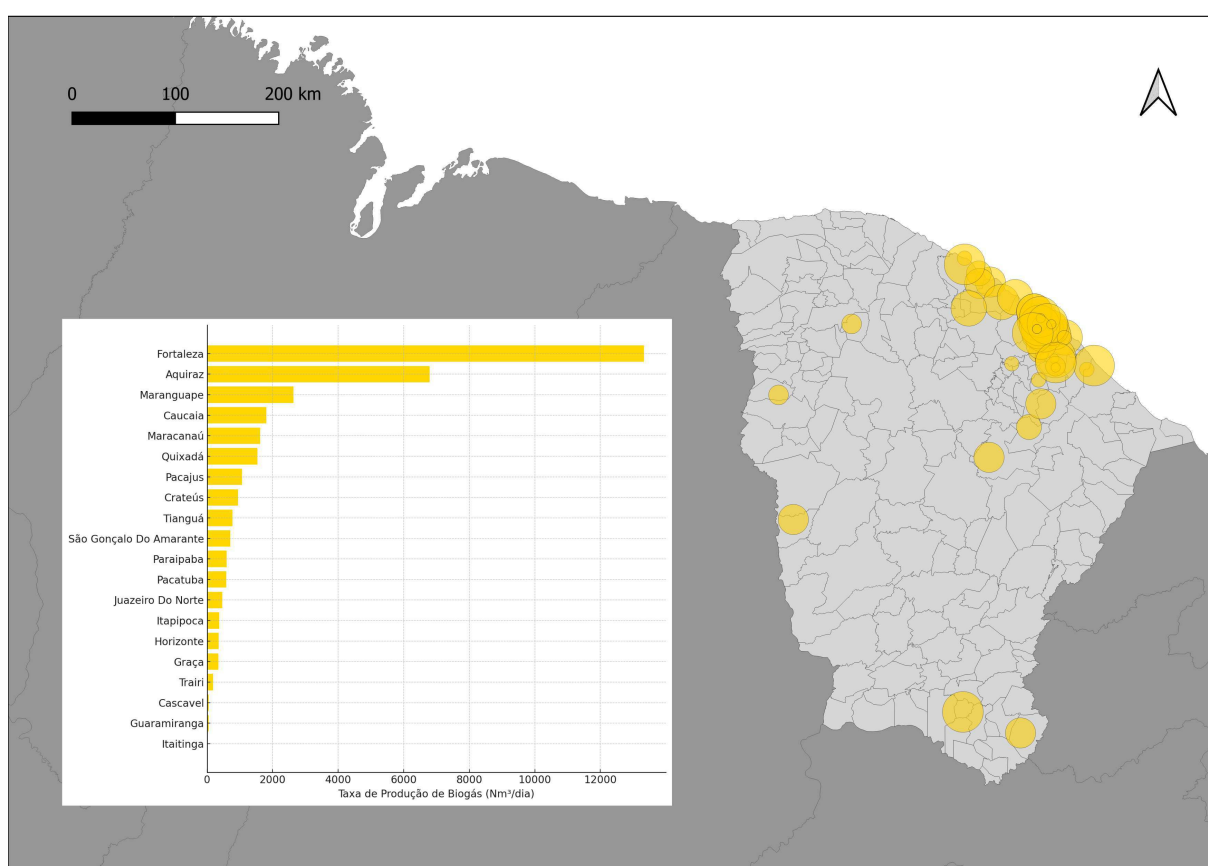 0 100 200 km
Fortaleza
Aquiraz
Maranguape
Caucaia
Maracanaú
Quixadá
Pacajus
Crateús
Tianguá
São Gonçalo Do Amarante
Paraipaba
Pacatuba
Juazeiro Do Norte
Itapipoca
Horizonte
Graça
Trairi
Cascavel
Guaramiranga
Itaitinga
0 2000 4000 6000 8000 10000 12000
Taxa de Produção de Biogás (Nm³/dia)